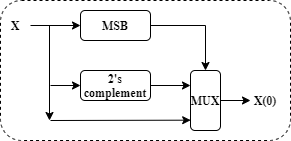 X
MSB
2's
complement
MUX
X(0)